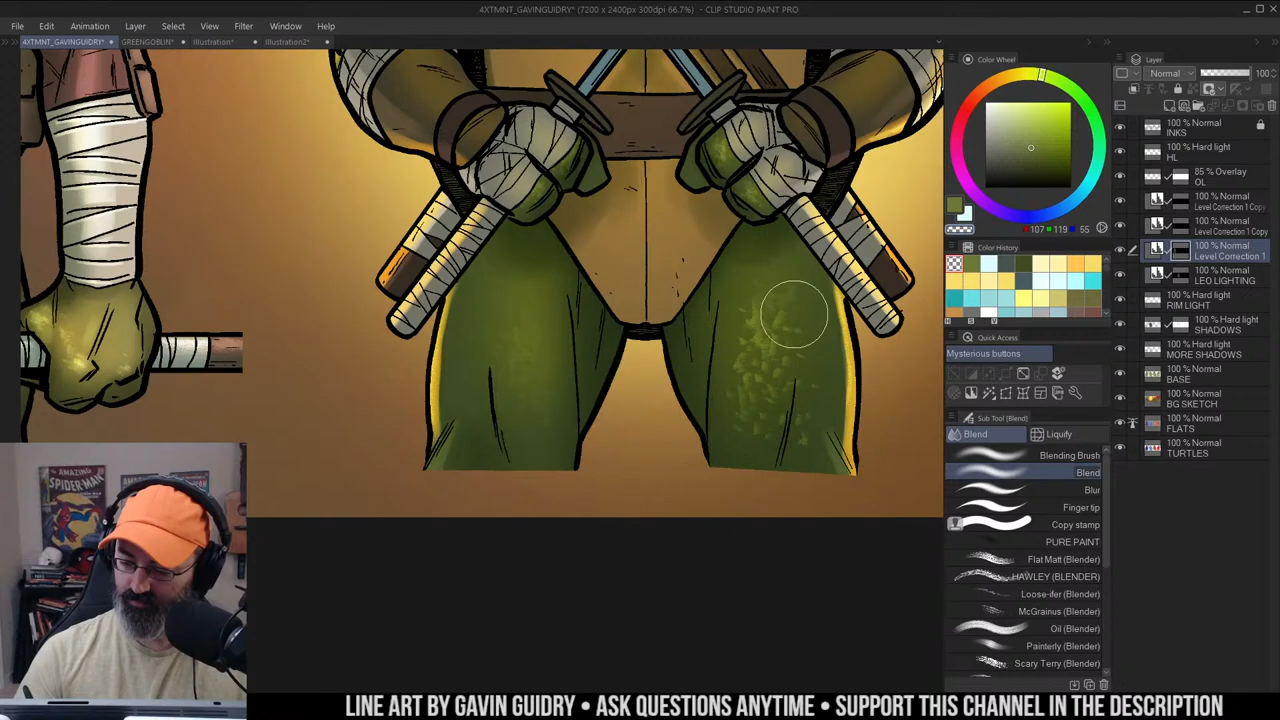 4XTMNT_GAVINGUIDRY* (7200 x 2400px 300dpi 66.7%) - CLIP STUDIO PAINT PRO
File Edit Animation Layer Select View Filter Edit Window Help
4XTMNT_GAVINGUIDRY* GREENGOBLIN* Illustration* Illustration2*
Color Wheel
107 119 55
Color History
H S V
Quick Access
Mysterious buttons
Sub Tool [Blend]
Blend Liquify
Blending Brush
Blend
Blur
Finger tip
Copy stamp
PURE PAINT
Flat Matt (Blender)
HAWLEY (BLENDER)
Loose-ifer (Blender)
McGrainus (Blender)
Oil (Blender)
Painterly (Blender)
Scary Terry (Blender)
Layer
Normal 100
100 % Normal
INKS
100 % Hard light
HL
85 % Overlay
OL
100 % Normal
Level Correction 1 Copy
100 % Normal
Level Correction 1 Copy
100 % Normal
Level Correction 1
100 % Normal
LEO LIGHTING
100 % Hard light
RIM LIGHT
100 % Hard light
SHADOWS
100 % Hard light
MORE SHADOWS
100 % Normal
BASE
100 % Normal
BG SKETCH
100 % Normal
FLATS
100 % Normal
TURTLES
AMAZING
SPIDER-MAN
LINE ART BY GAVIN GUIDRY • ASK QUESTIONS ANYTIME • SUPPORT THIS CHANNEL IN THE DESCRIPTION